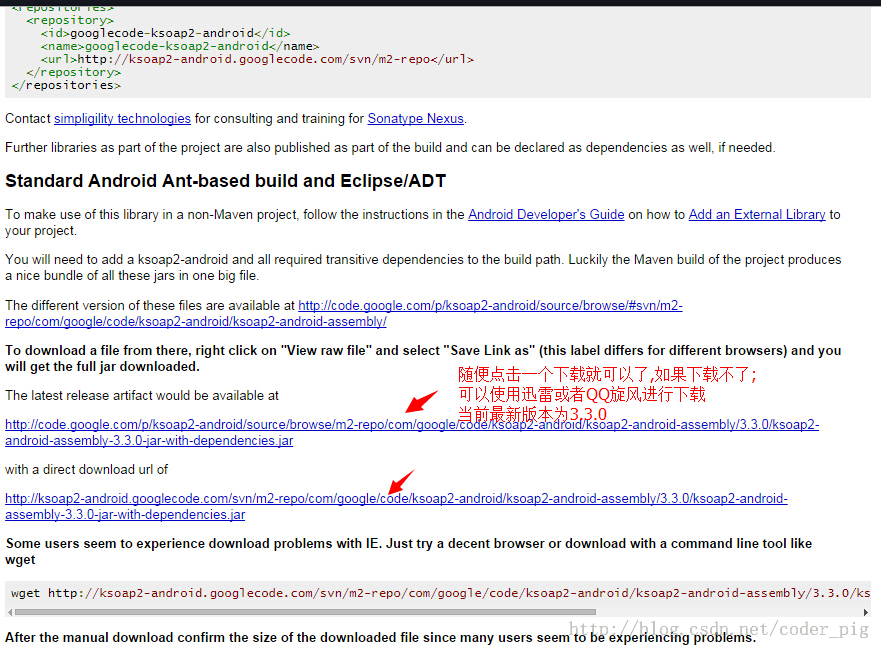 <repositories>
<repository>
<id>googlecode-ksoap2-android</id>
<name>googlecode-ksoap2-android</name>
<url>http://ksoap2-android.googlecode.com/svn/m2-repo</url>
</repository>
</repositories>
Contact simpligility technologies for consulting and training for Sonatype Nexus.
Further libraries as part of the project are also published as part of the build and can be declared as dependencies as well, if needed.
Standard Android Ant-based build and Eclipse/ADT
To make use of this library in a non-Maven project, follow the instructions in the Android Developer's Guide on how to Add an External Library to
your project.
You will need to add a ksoap2-android and all required transitive dependencies to the build path. Luckily the Maven build of the project produces
a nice bundle of all these jars in one big file.
The different version of these files are available at http://code.google.com/p/ksoap2-android/source/browse/#svn/m2-
repo/com/google/code/ksoap2-android/ksoap2-android-assembly/
To download a file from there, right click on "View raw file" and select "Save Link as" (this label differs for different browsers) and you
will get the full jar downloaded.
随便点击一个下载就可以了,如果下载不了;
可以使用迅雷或者QQ旋风进行下载
当前最新版本为3.3.0
The latest release artifact would be available at
http://code.google.com/p/ksoap2-android/source/browse/m2-repo/com/google/code/ksoap2-android/ksoap2-android-assembly/3.3.0/ksoap2-
android-assembly-3.3.0-jar-with-dependencies.jar
with a direct download url of
http://ksoap2-android.googlecode.com/svn/m2-repo/com/google/code/ksoap2-android/ksoap2-android-assembly/3.3.0/ksoap2-android-
assembly-3.3.0-jar-with-dependencies.jar
Some users seem to experience download problems with IE. Just try a decent browser or download with a command line tool like
wget
wget http://ksoap2-android.googlecode.com/svn/m2-repo/com/google/code/ksoap2-android/ksoap2-android-assembly/3.3.0/ks
http://blog.csdn.net/coder_pig
After the manual download confirm the size of the downloaded file since many users seem to be experiencing problems.